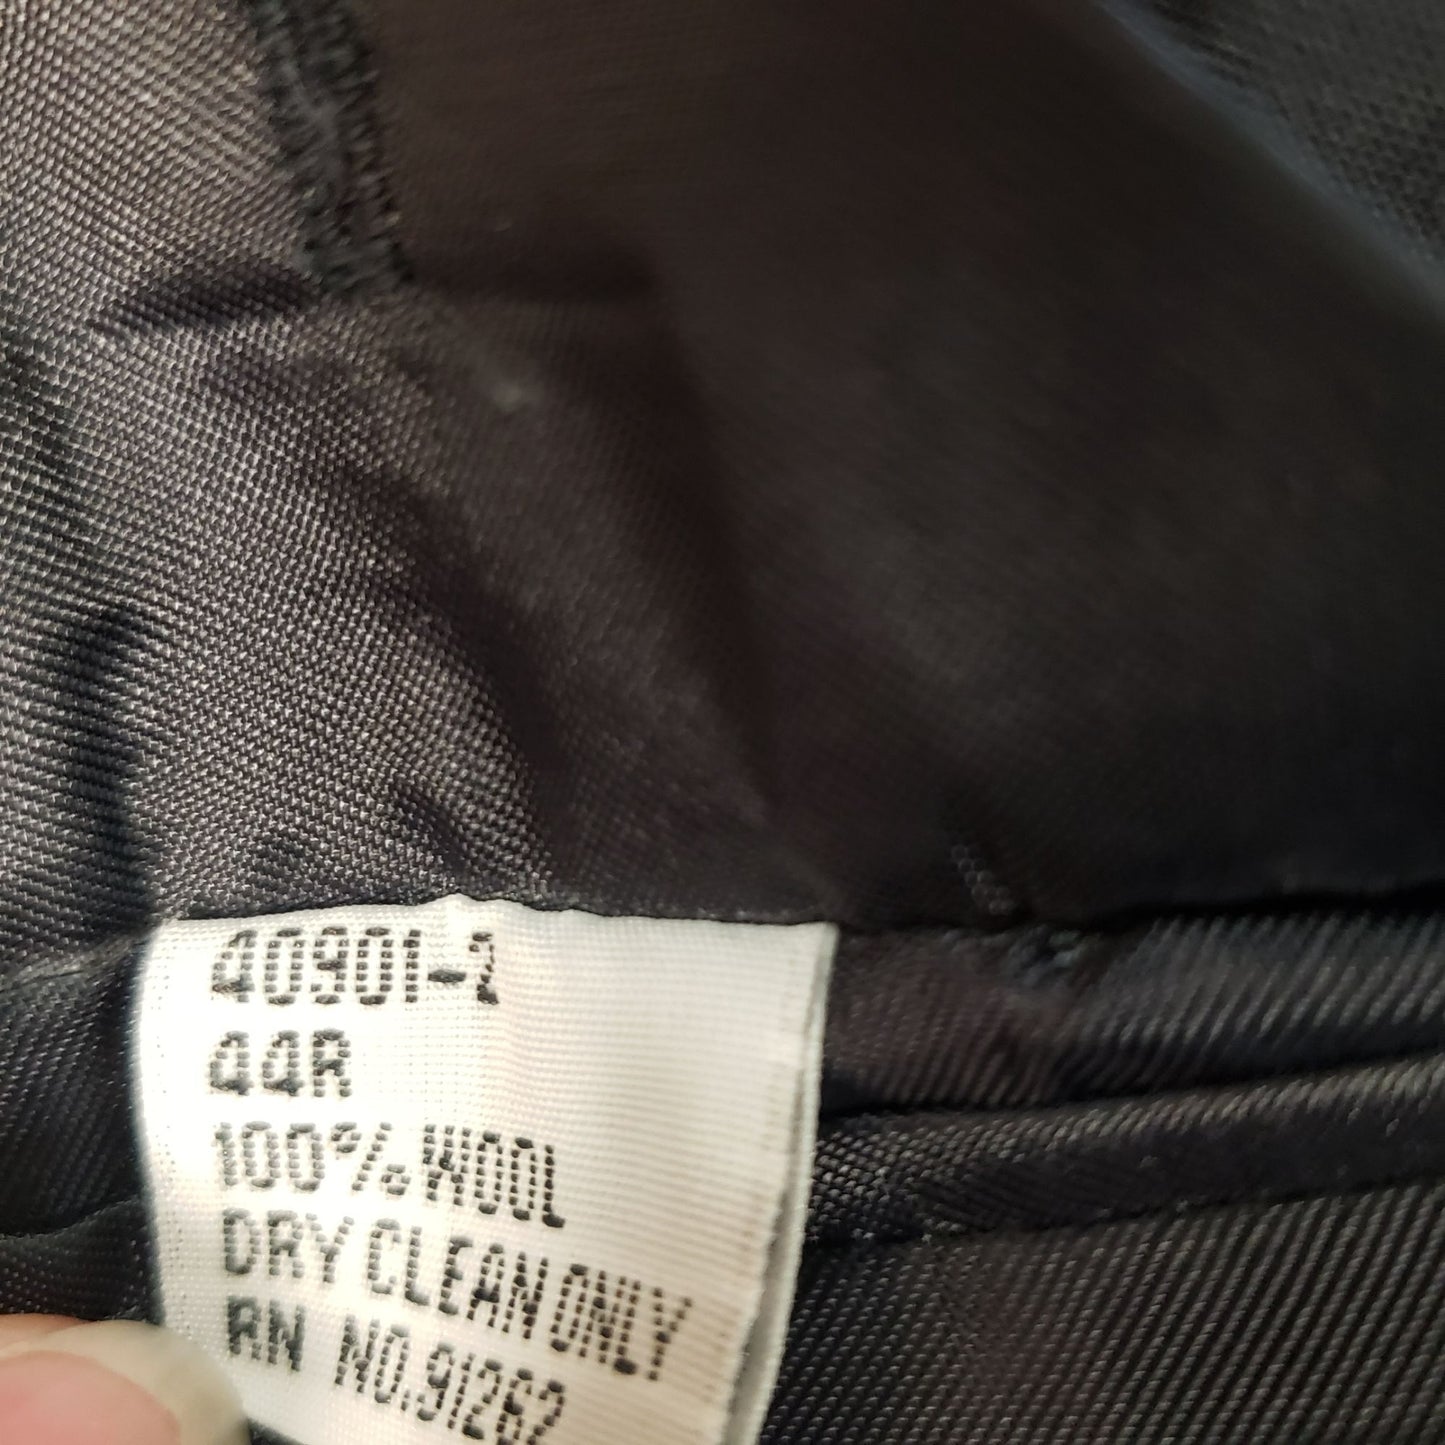 40901-2
44R
100% WOOL
DRY CLEAN ONLY
RN NO.91262